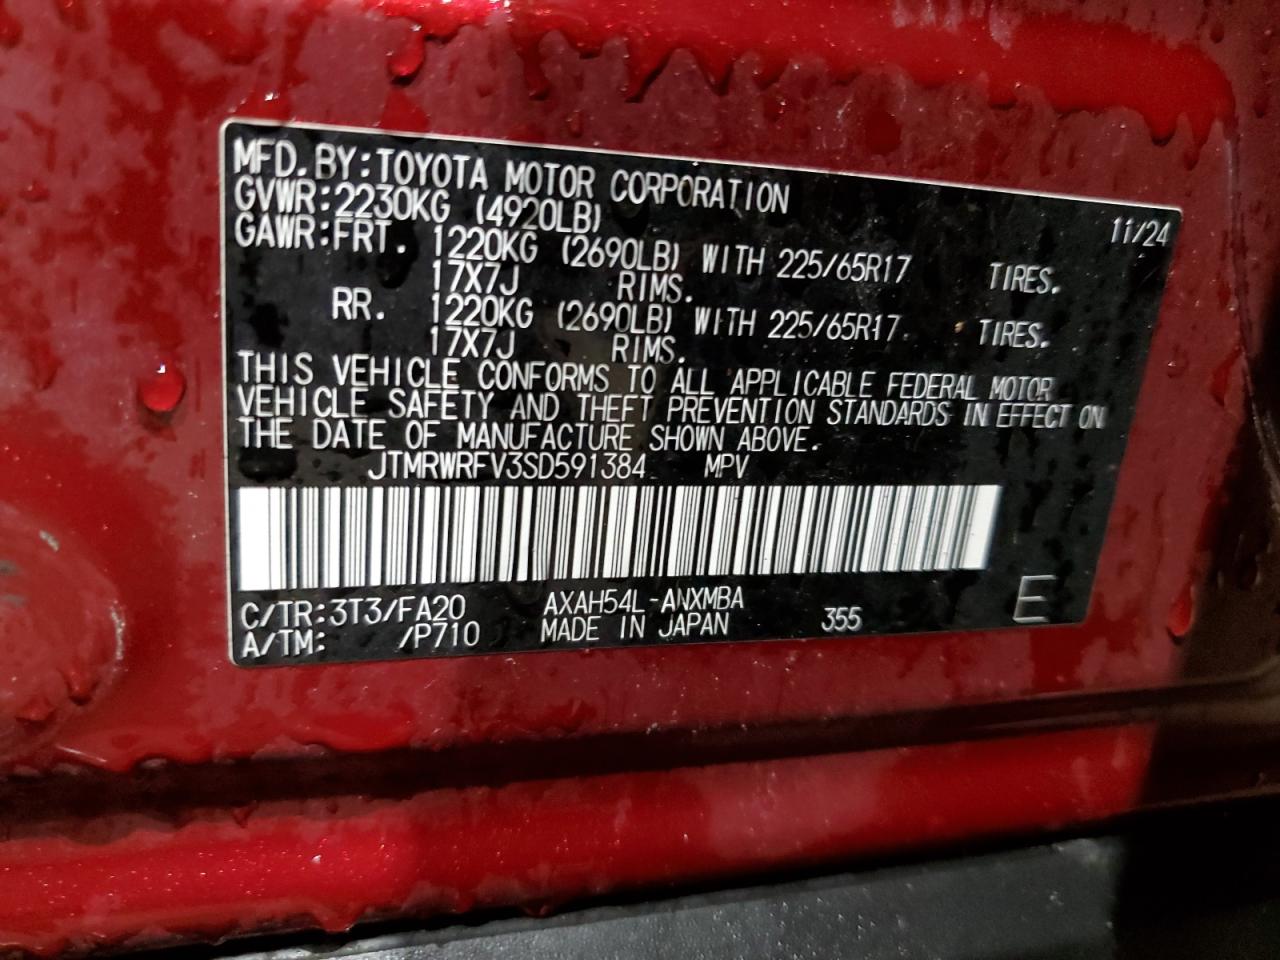 MFD. BY: TOYOTA MOTOR CORPORATION 11/24
GVWR: 2230KG (4920LB)
GAWR: FRT. 1220KG (2690LB) WITH 225/65R17 TIRES.
17X7J RIMS.
RR. 1220KG (2690LB) WITH 225/65R17 TIRES.
17X7J RIMS.
THIS VEHICLE CONFORMS TO ALL APPLICABLE FEDERAL MOTOR
VEHICLE SAFETY AND THEFT PREVENTION STANDARDS IN EFFECT ON
THE DATE OF MANUFACTURE SHOWN ABOVE.
JTMRWRFV3SD591384 MPV
C/TR: 3T3/FA20 AXAH54L-ANXMBA 355 E
A/TM: /P710 MADE IN JAPAN